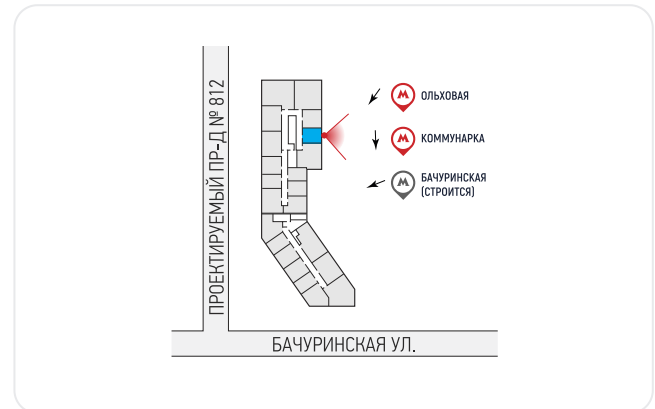 ПРОЕКТИРУЕМЫЙ ПР-Д № 812
ОЛЬХОВАЯ
КОММУНАРКА
БАЧУРИНСКАЯ
(СТРОИТСЯ)
БАЧУРИНСКАЯ УЛ.